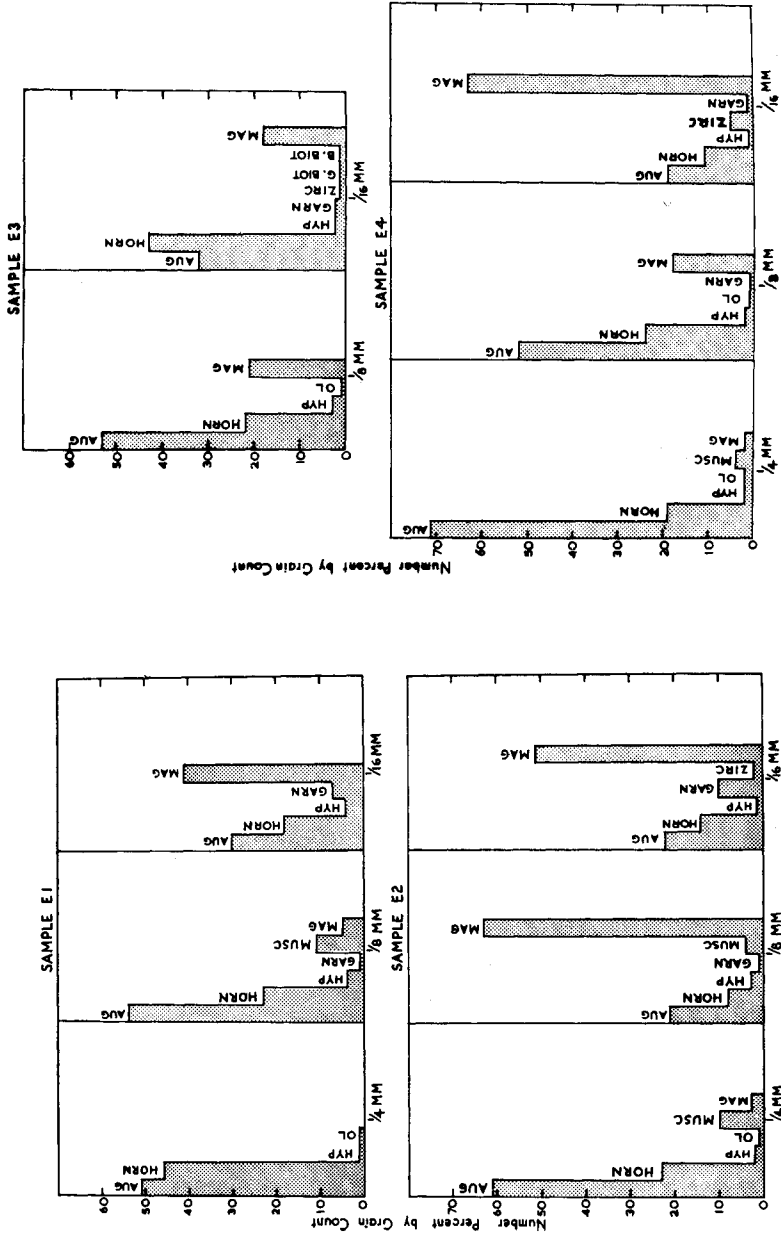 SAMPLE E1
Number Percent by Grain Count
60
50
40
30
20
10
0
AUG
HORN
HYP
OL
1/4 MM
AUG
HORN
HYP
GARN
MUSC
MAG
1/8 MM
AUG
HORN
HYP
GARN
MAG
1/16 MM
SAMPLE E2
70
60
50
40
30
20
10
0
AUG
HORN
HYP
OL
MUSC
MAG
1/4 MM
AUG
HORN
HYP
GARN
MUSC
MAG
1/8 MM
AUG
HORN
HYP
GARN
ZIRC
MAG
1/16 MM
SAMPLE E3
Number Percent by Grain Count
60
50
40
30
20
10
0
AUG
HORN
HYP
OL
MAG
1/8 MM
AUG
HORN
HYP
GARN
ZIRC
G. BIOT
B. BIOT
MAG
1/16 MM
SAMPLE E4
70
60
50
40
30
20
10
0
AUG
HORN
HYP
OL
MUSC
MAG
1/4 MM
AUG
HORN
HYP
OL
GARN
MAG
1/8 MM
AUG
HORN
HYP
ZIRC
GARN
MAG
1/16 MM